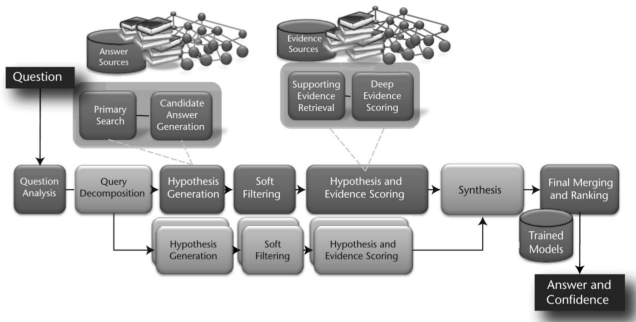 Answer
Sources
Evidence
Sources
Question
Primary
Search
Candidate
Answer
Generation
Supporting
Evidence
Retrieval
Deep
Evidence
Scoring
Question
Analysis
Query
Decomposition
Hypothesis
Generation
Soft
Filtering
Hypothesis and
Evidence Scoring
Synthesis
Final Merging
and Ranking
Hypothesis
Generation
Soft
Filtering
Hypothesis and
Evidence Scoring
Trained
Models
Answer and
Confidence